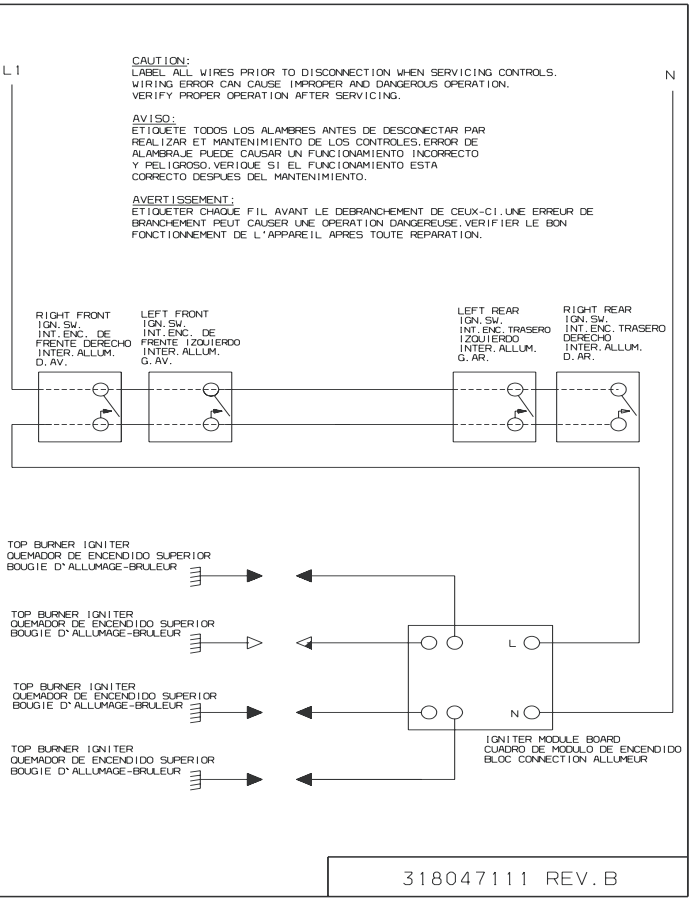 L1
CAUTION:
LABEL ALL WIRES PRIOR TO DISCONNECTION WHEN SERVICING CONTROLS.
WIRING ERROR CAN CAUSE IMPROPER AND DANGEROUS OPERATION.
VERIFY PROPER OPERATION AFTER SERVICING.
N
AVISO:
ETIQUETE TODOS LOS ALAMBRES ANTES DE DESCONECTAR PAR
REALIZAR ET MANTENIMIENTO DE LOS CONTROLES.ERROR DE
ALAMBRAJE PUEDE CAUSAR UN FUNCIONAMIENTO INCORRECTO
Y PELIGROSO.VERIQUE SI EL FUNCIONAMIENTO ESTA
CORRECTO DESPUES DEL MANTENIMIENTO.
AVERTISSEMENT:
ETIQUETER CHAQUE FIL AVANT LE DEBRANCHEMENT DE CEUX-CI.UNE ERREUR DE
BRANCHEMENT PEUT CAUSER UNE OPERATION DANGEREUSE.VERIFIER LE BON
FONCTIONNEMENT DE L'APPAREIL APRES TOUTE REPARATION.
RIGHT FRONT
IGN.SW.
INT.ENC. DE
FRENTE DERECHO
INTER.ALLUM.
D.AV.
LEFT FRONT
IGN.SW.
INT.ENC. DE
FRENTE IZQUIERDO
INTER.ALLUM.
G.AV.
LEFT REAR
IGN.SW.
INT.ENC.TRASERO
IZQUIERDO
INTER.ALLUM.
G.AR.
RIGHT REAR
IGN.SW.
INT.ENC.TRASERO
DERECHO
INTER.ALLUM.
D.AR.
TOP BURNER IGNITER
QUEMADOR DE ENCENDIDO SUPERIOR
BOUGIE D`ALLUMAGE-BRULEUR
TOP BURNER IGNITER
QUEMADOR DE ENCENDIDO SUPERIOR
BOUGIE D`ALLUMAGE-BRULEUR
L
TOP BURNER IGNITER
QUEMADOR DE ENCENDIDO SUPERIOR
BOUGIE D`ALLUMAGE-BRULEUR
N
IGNITER MODULE BOARD
CUADRO DE MODULO DE ENCENDIDO
BLOC CONNECTION ALLUMEUR
TOP BURNER IGNITER
QUEMADOR DE ENCENDIDO SUPERIOR
BOUGIE D`ALLUMAGE-BRULEUR
318047111 REV.B